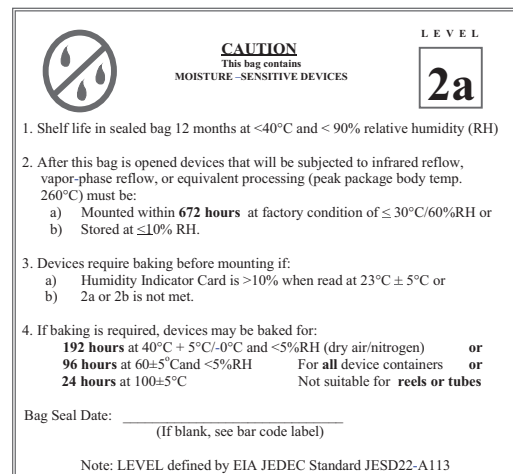 LEVEL
2a
CAUTION
This bag contains
MOISTURE –SENSITIVE DEVICES
1. Shelf life in sealed bag 12 months at <40°C and < 90% relative humidity (RH)
2. After this bag is opened devices that will be subjected to infrared reflow,
vapor-phase reflow, or equivalent processing (peak package body temp.
260°C) must be:
a) Mounted within 672 hours at factory condition of ≤ 30°C/60%RH or
b) Stored at ≤10% RH.
3. Devices require baking before mounting if:
a) Humidity Indicator Card is >10% when read at 23°C ± 5°C or
b) 2a or 2b is not met.
4. If baking is required, devices may be baked for:
192 hours at 40°C + 5°C/-0°C and <5%RH (dry air/nitrogen) or
96 hours at 60±5°Cand <5%RH For all device containers or
24 hours at 100±5°C Not suitable for reels or tubes
Bag Seal Date: ____________________________
(If blank, see bar code label)
Note: LEVEL defined by EIA JEDEC Standard JESD22-A113